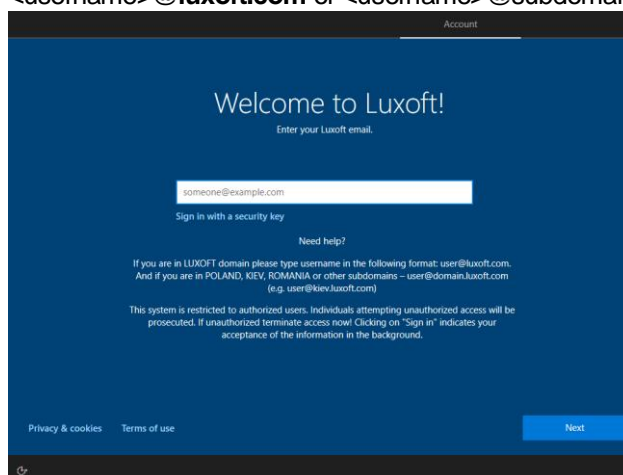 <username>@luxoft.com or <username>@subdomai
Account
Welcome to Luxoft!
Enter your Luxoft email.
someone@example.com
Sign in with a security key
Need help?
If you are in LUXOFT domain please type username in the following format: user@luxoft.com.
And if you are in POLAND, KIEV, ROMANIA or other subdomains – user@domain.luxoft.com
(e.g. user@kiev.luxoft.com)
This system is restricted to authorized users. Individuals attempting unauthorized access will be
prosecuted. If unauthorized terminate access now! Clicking on "Sign in" indicates your
acceptance of the information in the background.
Privacy & cookies Terms of use Next